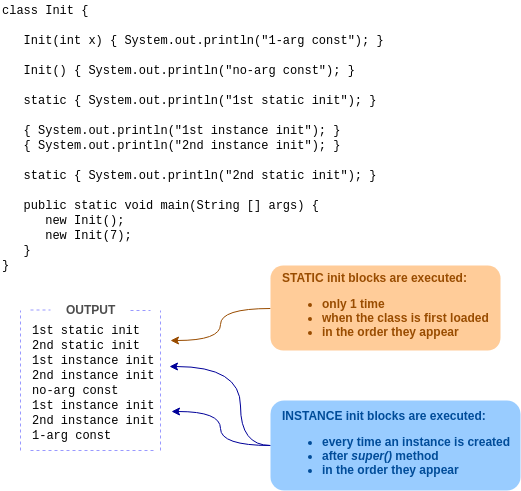 class Init {
Init(int x) { System.out.println("1-arg const"); }
Init() { System.out.println("no-arg const"); }
static { System.out.println("1st static init"); }
{ System.out.println("1st instance init"); }
{ System.out.println("2nd instance init"); }
static { System.out.println("2nd static init"); }
public static void main(String [] args) {
new Init();
new Init(7);
}
}
STATIC init blocks are executed:
• only 1 time
• when the class is first loaded
• in the order they appear
OUTPUT
1st static init
2nd static init
1st instance init
2nd instance init
no-arg const
1st instance init
2nd instance init
1-arg const
INSTANCE init blocks are executed:
• every time an instance is created
• after super() method
• in the order they appear